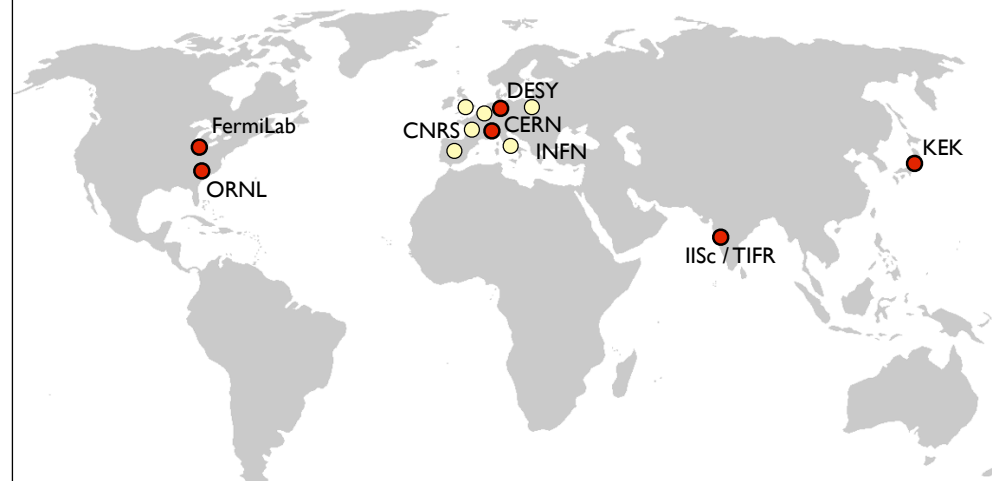 DESY
FermiLab
CNRS
CERN
KEK
INFN
ORNL
IISc / TIFR